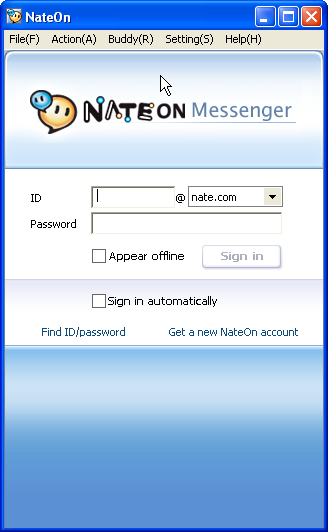 NateOn
File(F) Action(A) Buddy(R) Setting(S) Help(H)
NATEON Messenger
ID @ nate.com
Password
Appear offline Sign in
Sign in automatically
Find ID/password Get a new NateOn account